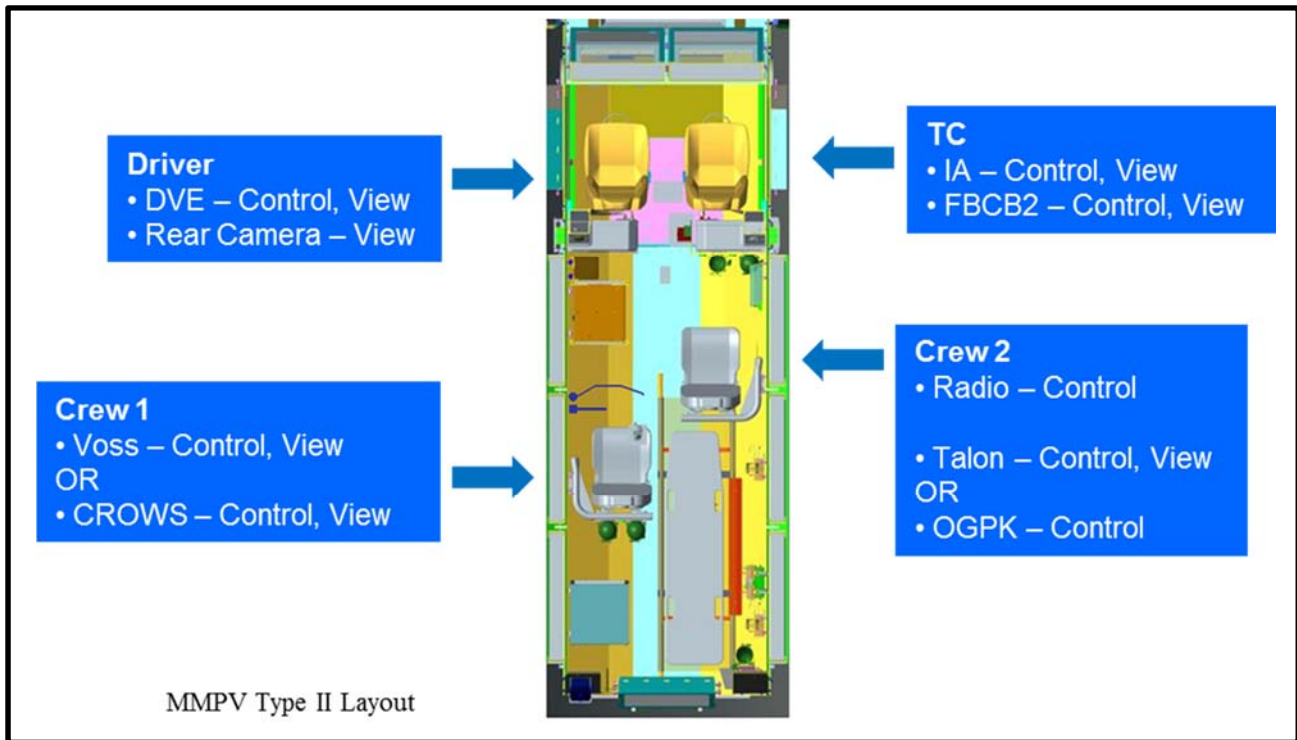 Driver
• DVE – Control, View
• Rear Camera – View
TC
• IA – Control, View
• FBCB2 – Control, View
Crew 1
• Voss – Control, View
OR
• CROWS – Control, View
Crew 2
• Radio – Control
• Talon – Control, View
OR
• OGPK – Control
MMPV Type II Layout